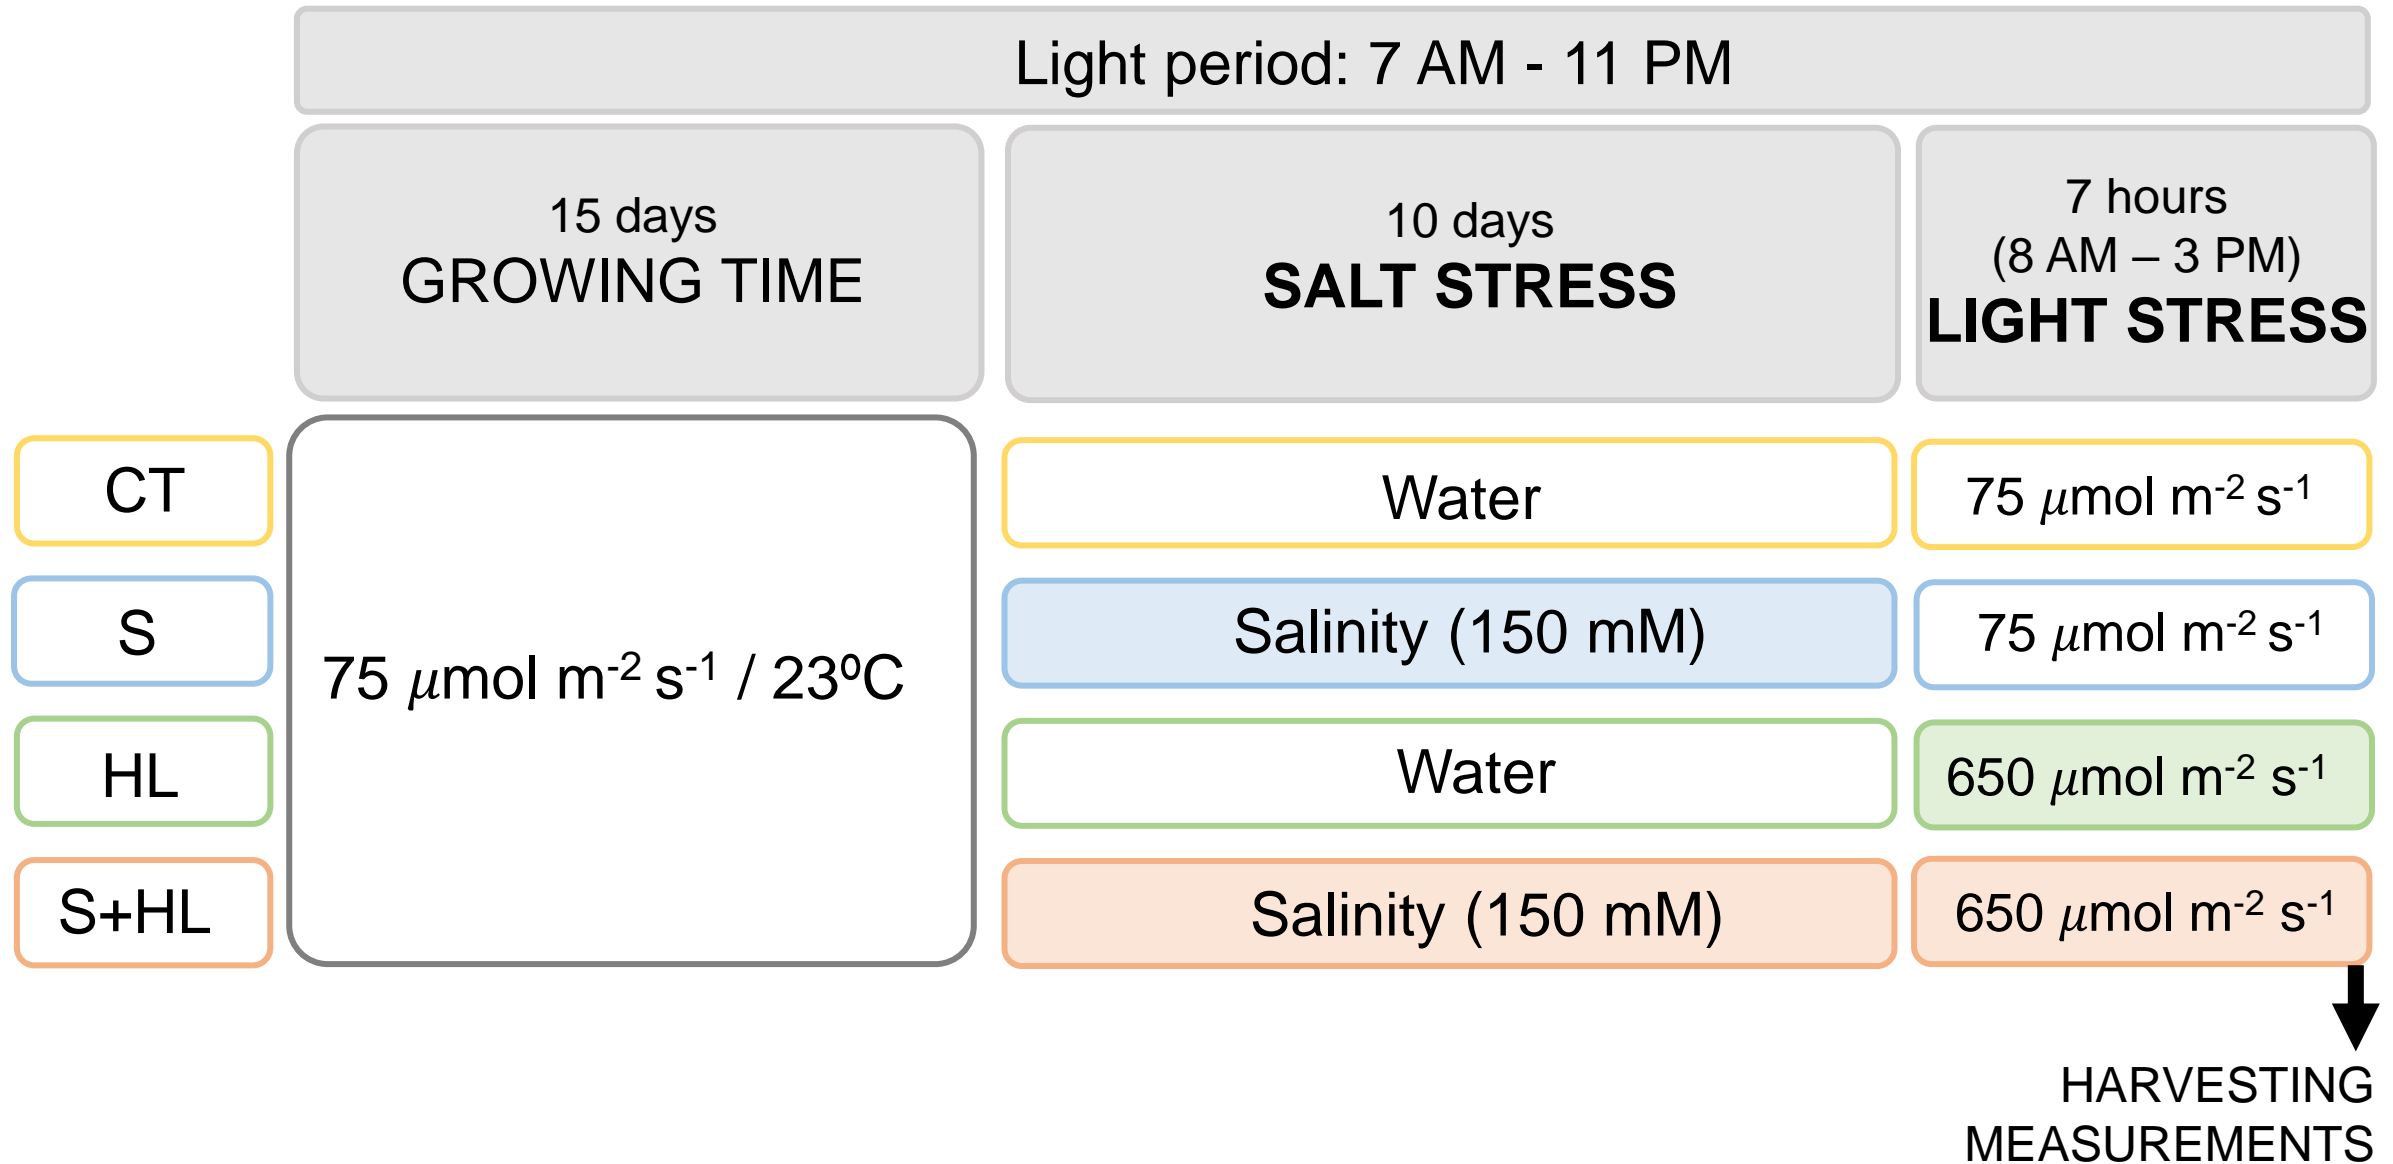 Light period: 7 AM - 11 PM
15 days
GROWING TIME
10 days
SALT STRESS
7 hours
(8 AM – 3 PM)
LIGHT STRESS
CT
75 μmol m⁻² s⁻¹ / 23ºC
Water
75 μmol m⁻² s⁻¹
S
Salinity (150 mM)
75 μmol m⁻² s⁻¹
HL
Water
650 μmol m⁻² s⁻¹
S+HL
Salinity (150 mM)
650 μmol m⁻² s⁻¹
HARVESTING
MEASUREMENTS